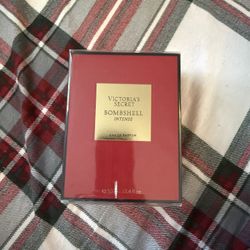 VICTORIA'S
SECRET
BOMBSHELL
INTENSE
EAU DE PARFUM